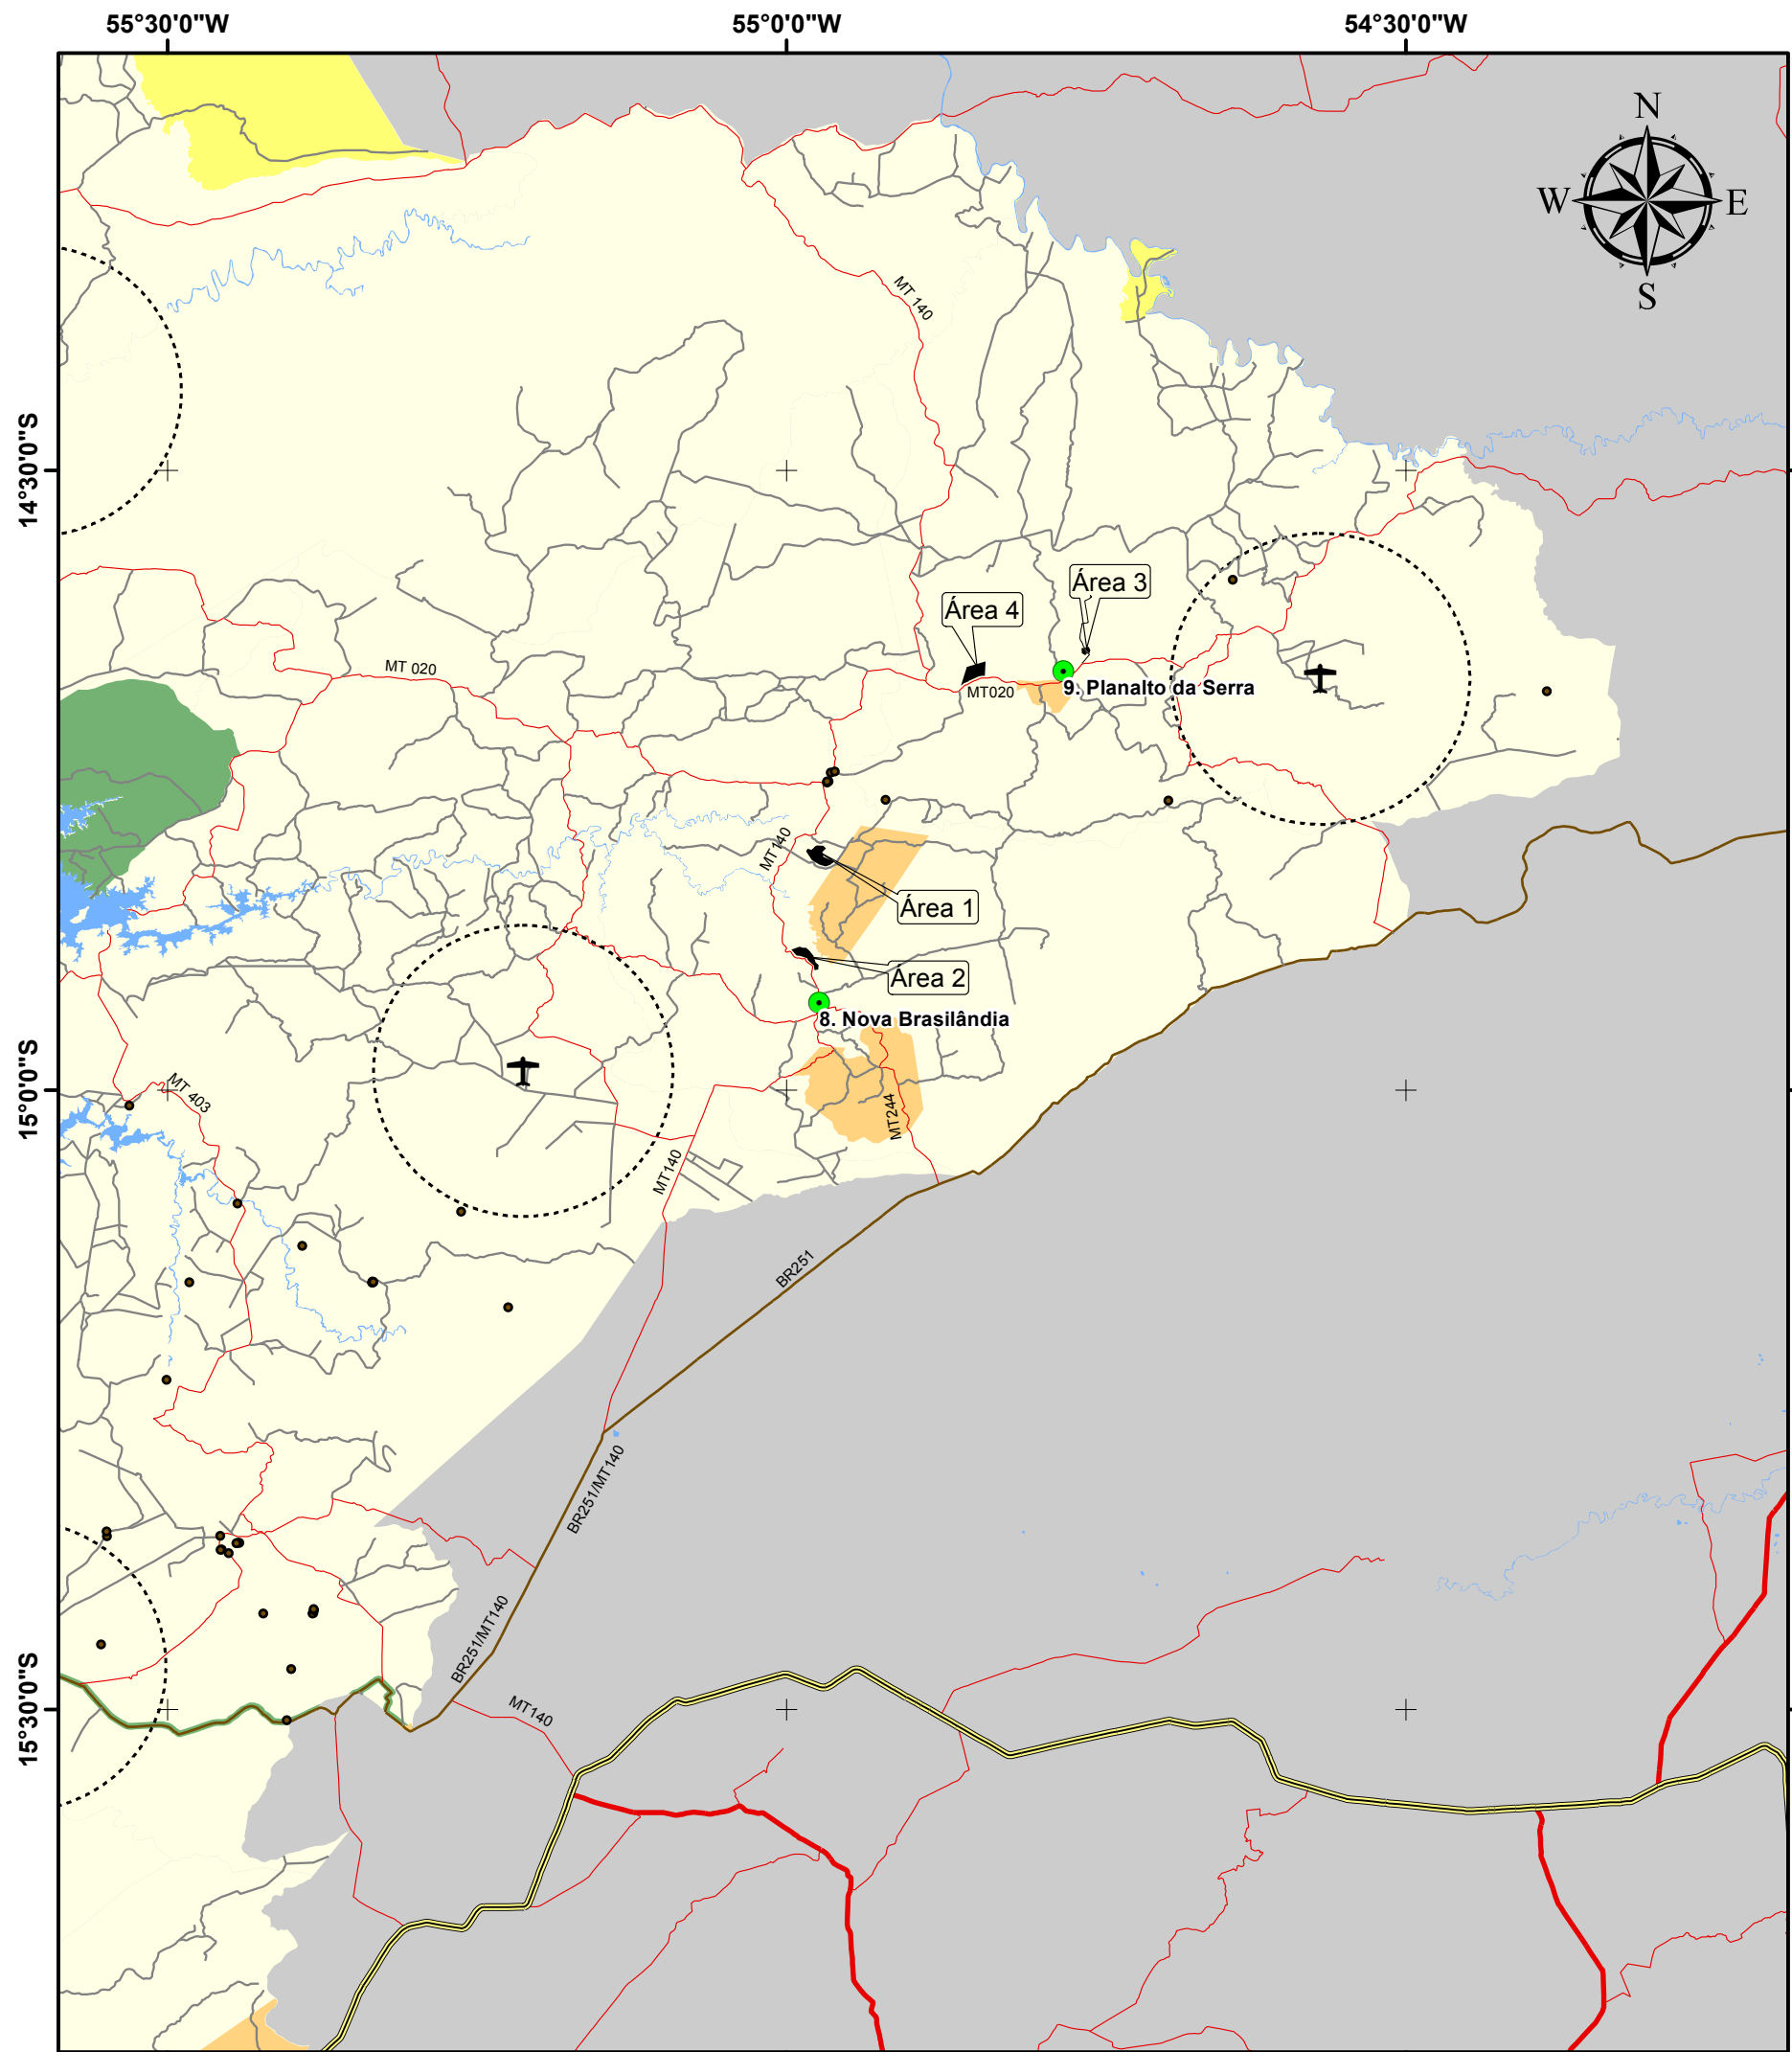 55°30'0"W
55°0'0"W
54°30'0"W
N
W
E
S
MT 140
14°30'0"S
Área 3
Área 4
MT 020
9. Planalto da Serra
MT020
MT140
Área 1
Área 2
8. Nova Brasilândia
15°0'0"S
MT 403
MT244
MT140
BR251
BR251/MT140
BR251/MT140
15°30'0"S
MT140